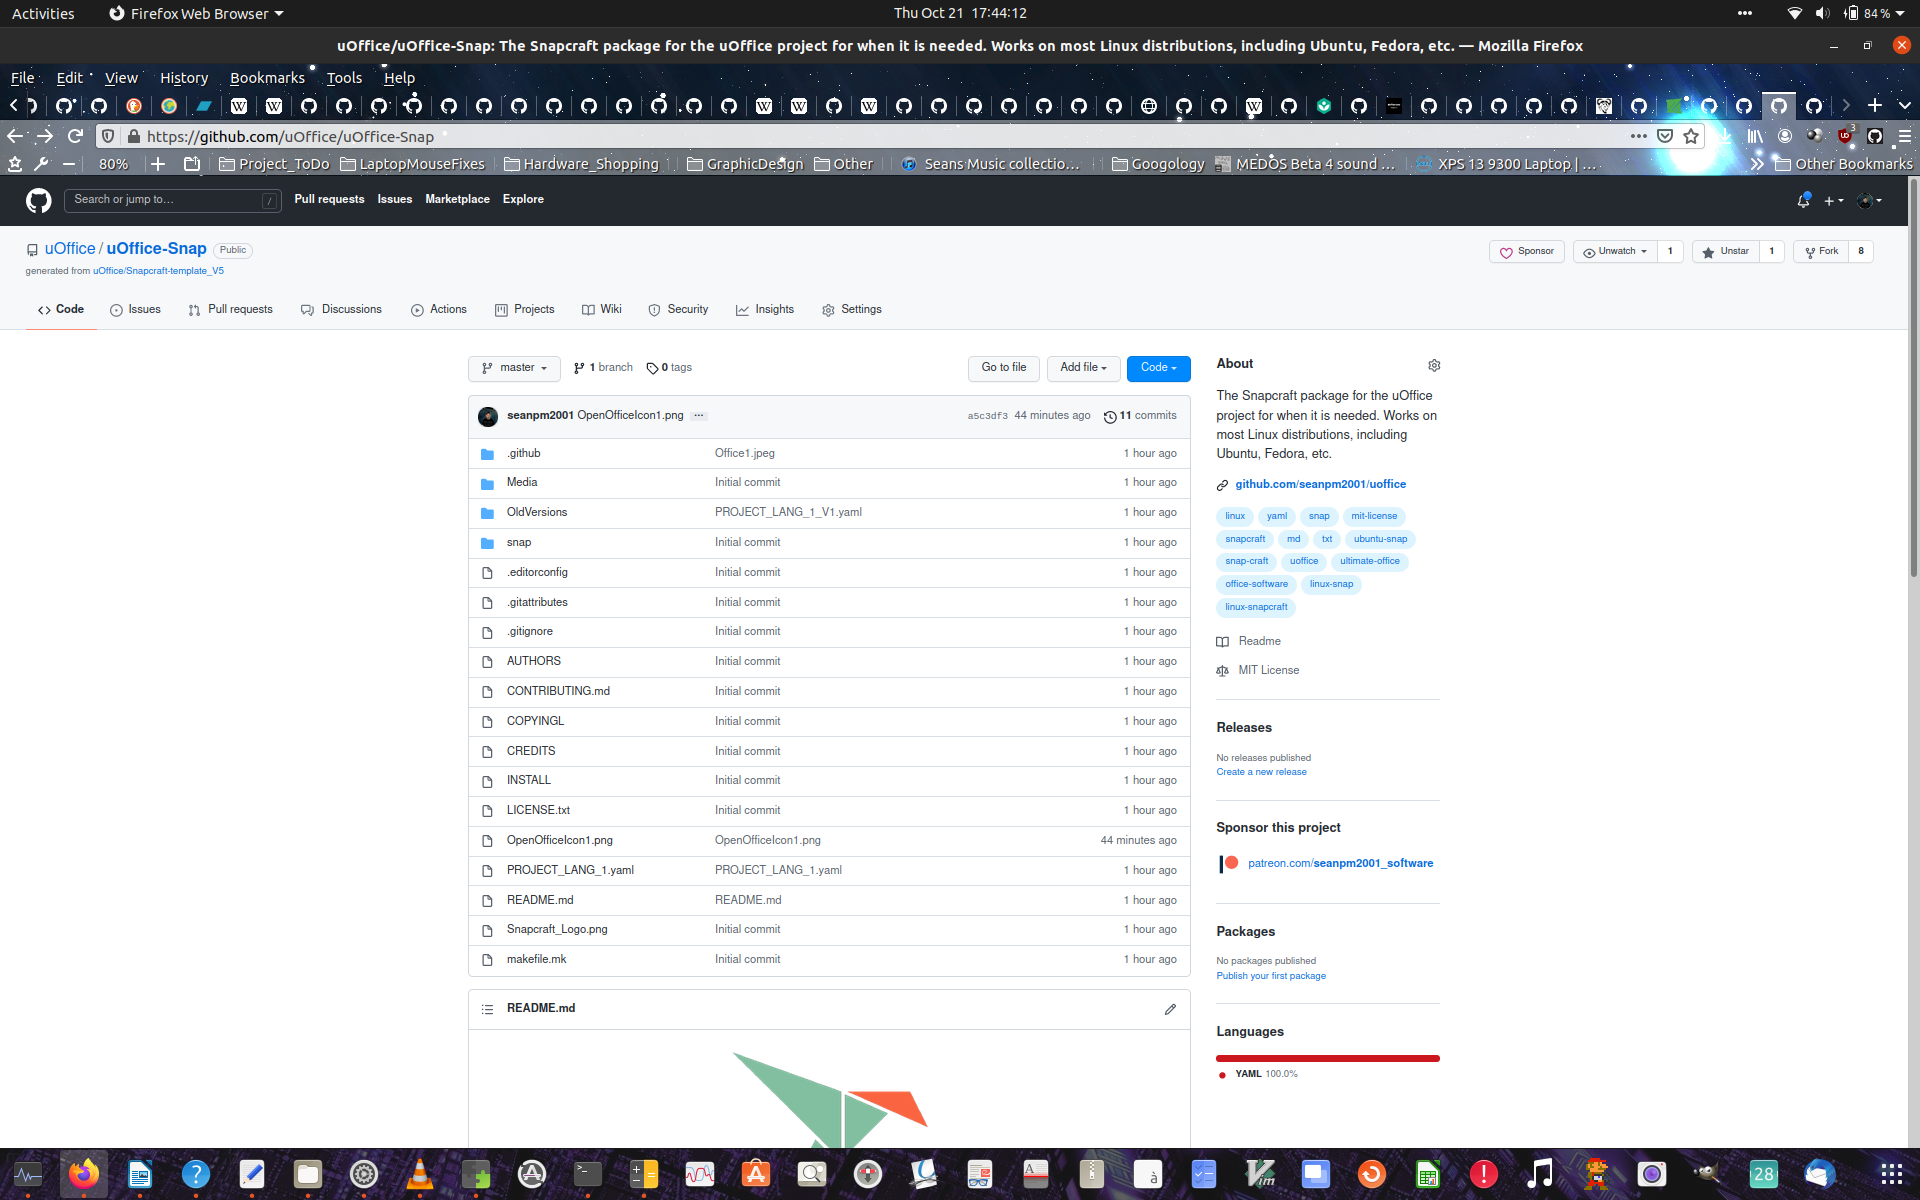 Activities Firefox Web Browser Thu Oct 21 17:44:12 84 %
uOffice/uOffice-Snap: The Snapcraft package for the uOffice project for when it is needed. Works on most Linux distributions, including Ubuntu, Fedora, etc. — Mozilla Firefox
File Edit View History Bookmarks Tools Help
https://github.com/uOffice/uOffice-Snap 3
80% Project_ToDo LaptopMouseFixes Hardware_Shopping GraphicDesign Other Seans Music collectio… Googology MEDOS Beta 4 sound … XPS 13 9300 Laptop | … Other Bookmarks
Search or jump to… / Pull requests Issues Marketplace Explore
uOffice / uOffice-Snap Public
Sponsor Unwatch 1 Unstar 1 Fork 8
generated from uOffice/Snapcraft-template_V5
Code Issues Pull requests Discussions Actions Projects Wiki Security Insights Settings
master 1 branch 0 tags Go to file Add file Code
seanpm2001 OpenOfficeIcon1.png ... a5c3df3 44 minutes ago 11 commits
.github Office1.jpeg 1 hour ago
Media Initial commit 1 hour ago
OldVersions PROJECT_LANG_1_V1.yaml 1 hour ago
snap Initial commit 1 hour ago
.editorconfig Initial commit 1 hour ago
.gitattributes Initial commit 1 hour ago
.gitignore Initial commit 1 hour ago
AUTHORS Initial commit 1 hour ago
CONTRIBUTING.md Initial commit 1 hour ago
COPYINGL Initial commit 1 hour ago
CREDITS Initial commit 1 hour ago
INSTALL Initial commit 1 hour ago
LICENSE.txt Initial commit 1 hour ago
OpenOfficeIcon1.png OpenOfficeIcon1.png 44 minutes ago
PROJECT_LANG_1.yaml PROJECT_LANG_1.yaml 1 hour ago
README.md README.md 1 hour ago
Snapcraft_Logo.png Initial commit 1 hour ago
makefile.mk Initial commit 1 hour ago
README.md
About
The Snapcraft package for the uOffice
project for when it is needed. Works on
most Linux distributions, including
Ubuntu, Fedora, etc.
github.com/seanpm2001/uoffice
linux yaml snap mit-license
snapcraft md txt ubuntu-snap
snap-craft uoffice ultimate-office
office-software linux-snap
linux-snapcraft
Readme
MIT License
Releases
No releases published
Create a new release
Sponsor this project
patreon.com/seanpm2001_software
Packages
No packages published
Publish your first package
Languages
YAML 100.0%
28